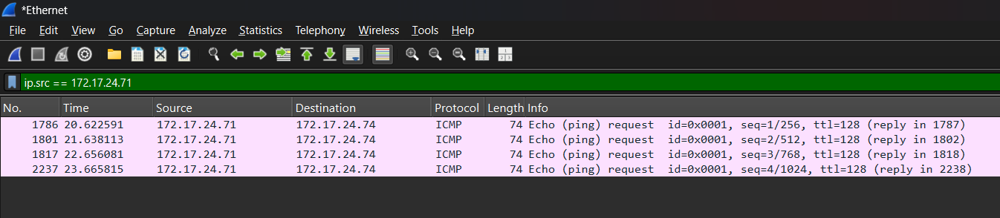 *Ethernet
File Edit View Go Capture Analyze Statistics Telephony Wireless Tools Help
ip.src == 172.17.24.71
No. Time Source Destination Protocol Length Info
1786 20.622591 172.17.24.71 172.17.24.74 ICMP 74 Echo (ping) request id=0x0001, seq=1/256, ttl=128 (reply in 1787)
1801 21.638113 172.17.24.71 172.17.24.74 ICMP 74 Echo (ping) request id=0x0001, seq=2/512, ttl=128 (reply in 1802)
1817 22.656081 172.17.24.71 172.17.24.74 ICMP 74 Echo (ping) request id=0x0001, seq=3/768, ttl=128 (reply in 1818)
2237 23.665815 172.17.24.71 172.17.24.74 ICMP 74 Echo (ping) request id=0x0001, seq=4/1024, ttl=128 (reply in 2238)